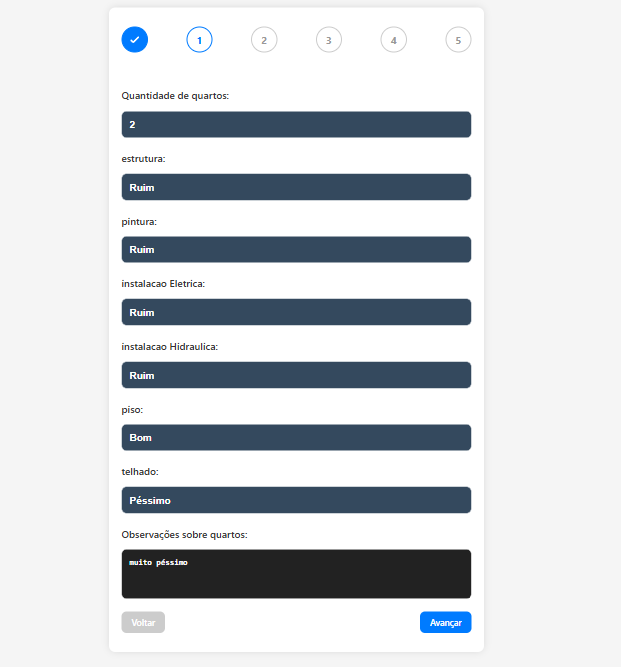 1 2 3 4 5
Quantidade de quartos:
2
estrutura:
Ruim
pintura:
Ruim
instalacao Eletrica:
Ruim
instalacao Hidraulica:
Ruim
piso:
Bom
telhado:
Péssimo
Observações sobre quartos:
muito péssimo
Voltar Avançar